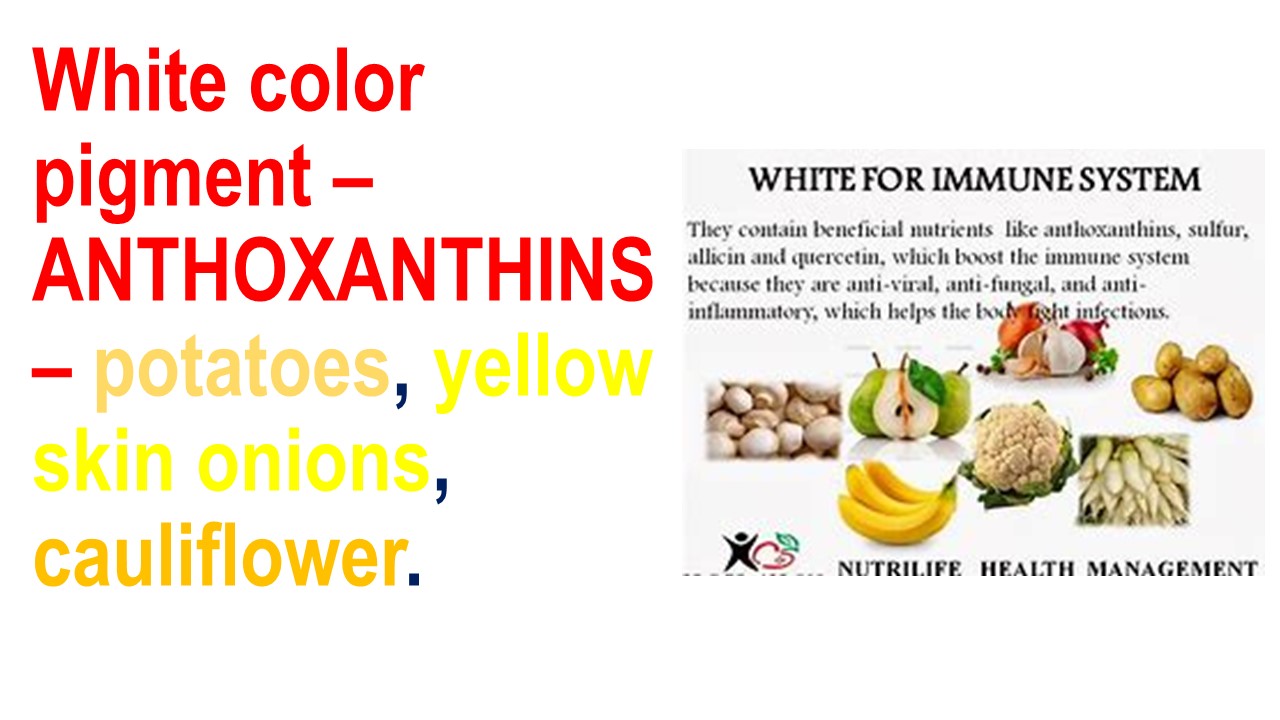 White color
pigment –
ANTHOXANTHINS
– potatoes, yellow
skin onions,
cauliflower.
WHITE FOR IMMUNE SYSTEM
They contain beneficial nutrients like anthoxanthins, sulfur,
allicin and quercetin, which boost the immune system
because they are anti-viral, anti-fungal, and anti-
inflammatory, which helps the body fight infections.
NUTRILIFE HEALTH MANAGEMENT